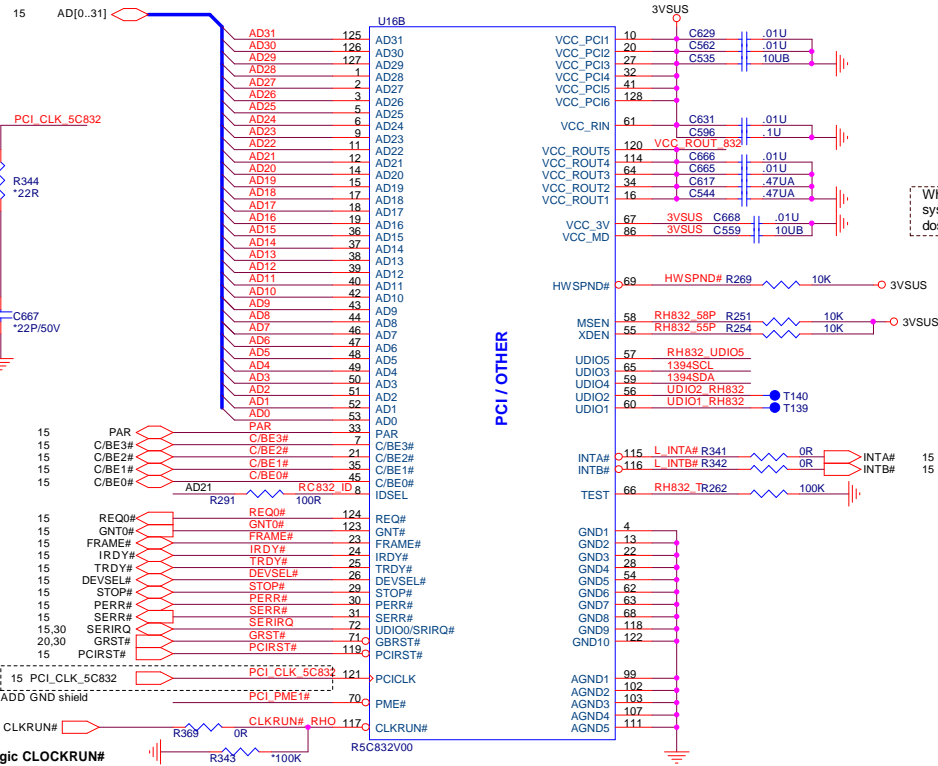 15 AD[0..31]
U16B
3VSUS
AD31 125 AD31
AD30 126 AD30
AD29 127 AD29
AD28 1 AD28
AD27 2 AD27
AD26 3 AD26
AD25 5 AD25
AD24 6 AD24
AD23 9 AD23
AD22 11 AD22
AD21 12 AD21
AD20 14 AD20
AD19 15 AD19
AD18 17 AD18
AD17 18 AD17
AD16 19 AD16
AD15 36 AD15
AD14 37 AD14
AD13 38 AD13
AD12 39 AD12
AD11 40 AD11
AD10 42 AD10
AD9 43 AD9
AD8 44 AD8
AD7 46 AD7
AD6 47 AD6
AD5 48 AD5
AD4 49 AD4
AD3 50 AD3
AD2 51 AD2
AD1 52 AD1
AD0 53 AD0
15 PAR PAR 33 PAR
15 C/BE3# C/BE3# 7 C/BE3#
15 C/BE2# C/BE2# 21 C/BE2#
15 C/BE1# C/BE1# 35 C/BE1#
15 C/BE0# C/BE0# 45 C/BE0#
AD21 R291 100R RC832_ID 8 IDSEL
15 REQ0# REQ0# 124 REQ#
15 GNT0# GNT0# 123 GNT#
15 FRAME# FRAME# 23 FRAME#
15 IRDY# IRDY# 24 IRDY#
15 TRDY# TRDY# 25 TRDY#
15 DEVSEL# DEVSEL# 26 DEVSEL#
15 STOP# STOP# 29 STOP#
15 PERR# PERR# 30 PERR#
15 SERR# SERR# 31 SERR#
15,30 SERIRQ SERIRQ 72 UDIO0/SRIRQ#
20,30 GRST# GRST# 71 GBRST#
15 PCIRST# PCIRST# 119 PCIRST#
15 PCI_CLK_5C832 PCI_CLK_5C832 121 PCICLK
ADD GND shield
PCI_PME1# 70 PME#
CLKRUN# R369 0R CLKRUN#_RHO 117 CLKRUN#
R343 *100K
gic CLOCKRUN#
R5C832V00
PCI_CLK_5C832
R344
*22R
C667
*22P/50V
PCI / OTHER
VCC_PCI1 10 C629 .01U
VCC_PCI2 20 C562 .01U
VCC_PCI3 27 C535 10UB
VCC_PCI4 32
VCC_PCI5 41
VCC_PCI6 128
VCC_RIN 61 C631 .01U
C596 .1U
VCC_ROUT5 120 VCC_ROUT_832
VCC_ROUT4 114 C666 .01U
VCC_ROUT3 64 C665 .01U
VCC_ROUT2 34 C617 .47UA
VCC_ROUT1 16 C544 .47UA
VCC_3V 67 3VSUS C668 .01U
VCC_MD 86 3VSUS C559 10UB
HWSPND# 69 HWSPND# R269 10K 3VSUS
MSEN 58 RH832_58P R251 10K 3VSUS
XDEN 55 RH832_55P R254 10K
UDIO5 57 RH832_UDIO5
UDIO3 65 1394SCL
UDIO4 59 1394SDA
UDIO2 56 UDIO2_RH832 T140
UDIO1 60 UDIO1_RH832 T139
INTA# 115 L_INTA# R341 0R INTA# 15
INTB# 116 L_INTB# R342 0R INTB# 15
TEST 66 RH832_T R262 100K
GND1 4
GND2 13
GND3 22
GND4 28
GND5 54
GND6 62
GND7 63
GND8 68
GND9 118
GND10 122
AGND1 99
AGND2 102
AGND3 103
AGND4 107
AGND5 111
sys